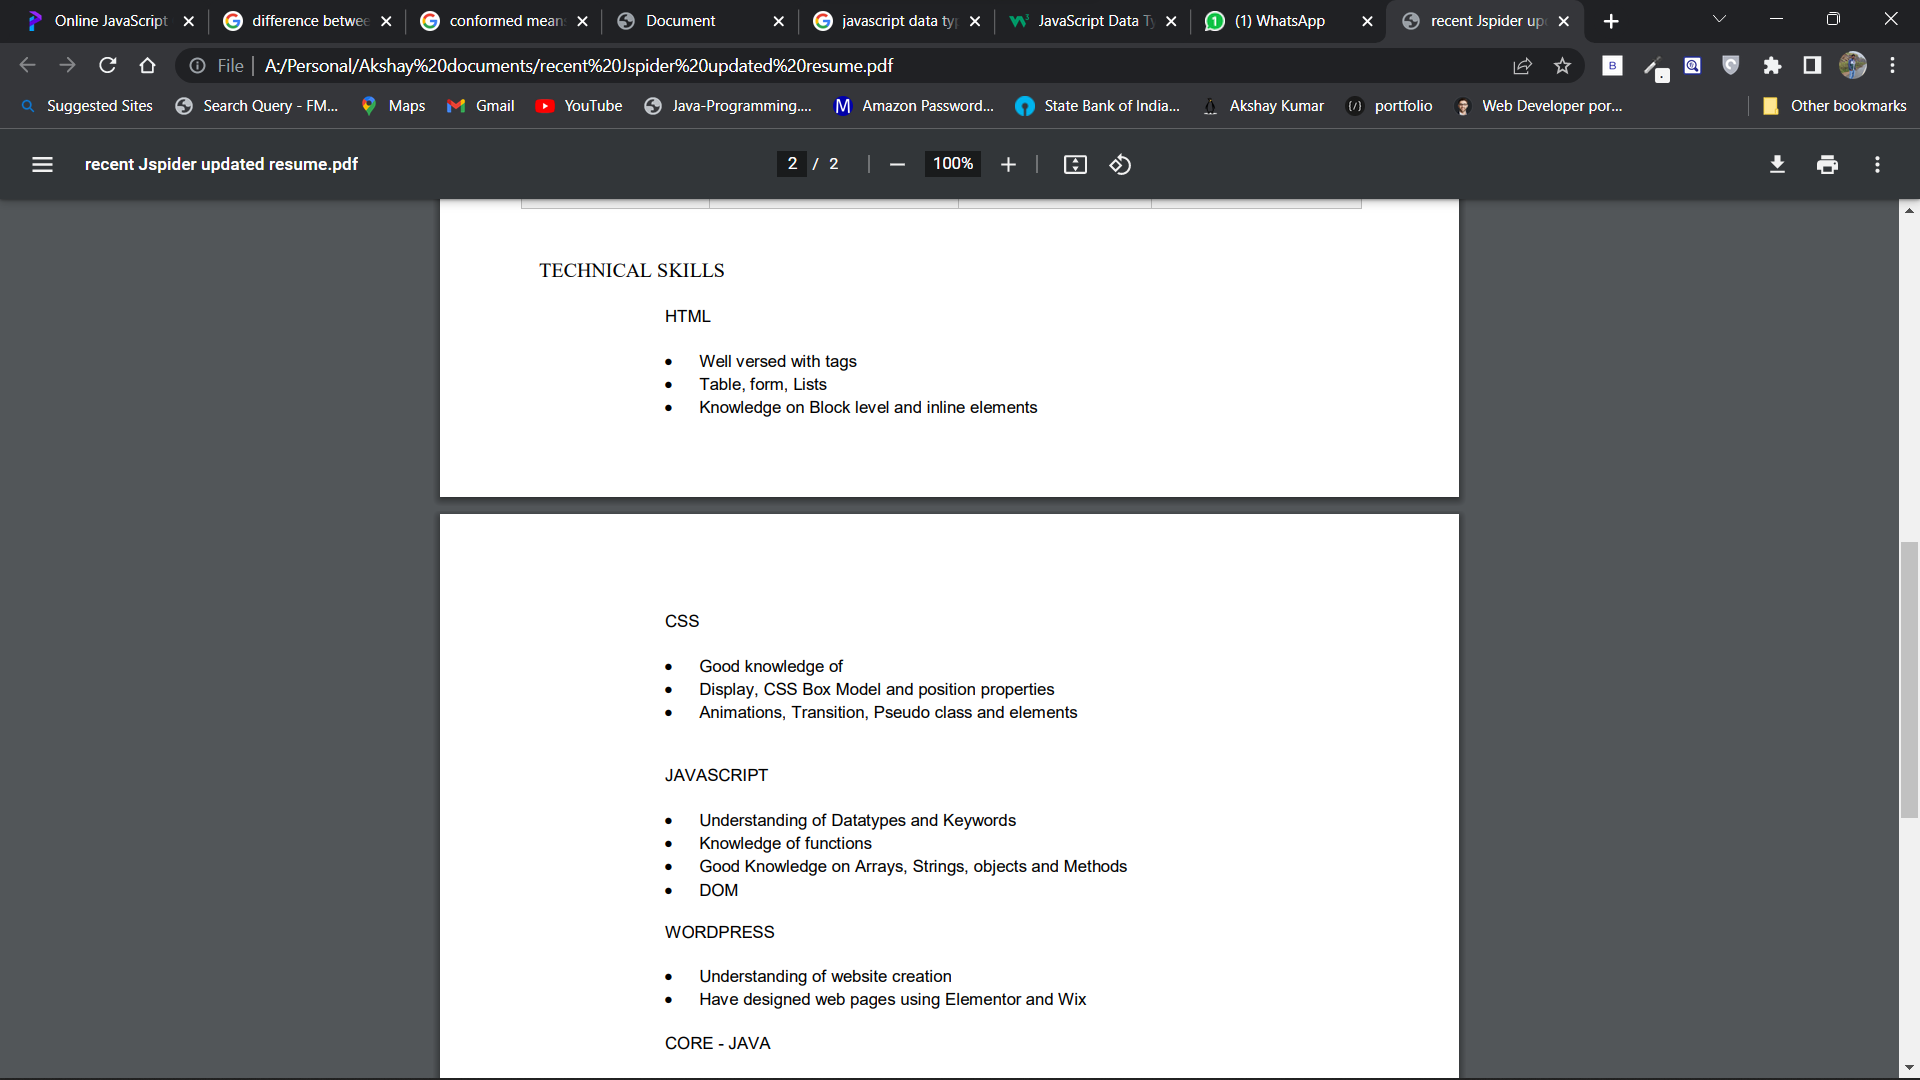 Online JavaScript
difference betwee
conformed mean
Document
javascript data ty
JavaScript Data T
(1) WhatsApp
recent Jspider up
File
A:/Personal/Akshay%20documents/recent%20Jspider%20updated%20resume.pdf
Suggested Sites
Search Query - FM...
Maps
Gmail
YouTube
Java-Programming....
Amazon Password...
State Bank of India...
Akshay Kumar
portfolio
Web Developer por...
Other bookmarks
recent Jspider updated resume.pdf
2 / 2
100%
TECHNICAL SKILLS
HTML
• Well versed with tags
• Table, form, Lists
• Knowledge on Block level and inline elements
CSS
• Good knowledge of
• Display, CSS Box Model and position properties
• Animations, Transition, Pseudo class and elements
JAVASCRIPT
• Understanding of Datatypes and Keywords
• Knowledge of functions
• Good Knowledge on Arrays, Strings, objects and Methods
• DOM
WORDPRESS
• Understanding of website creation
• Have designed web pages using Elementor and Wix
CORE - JAVA